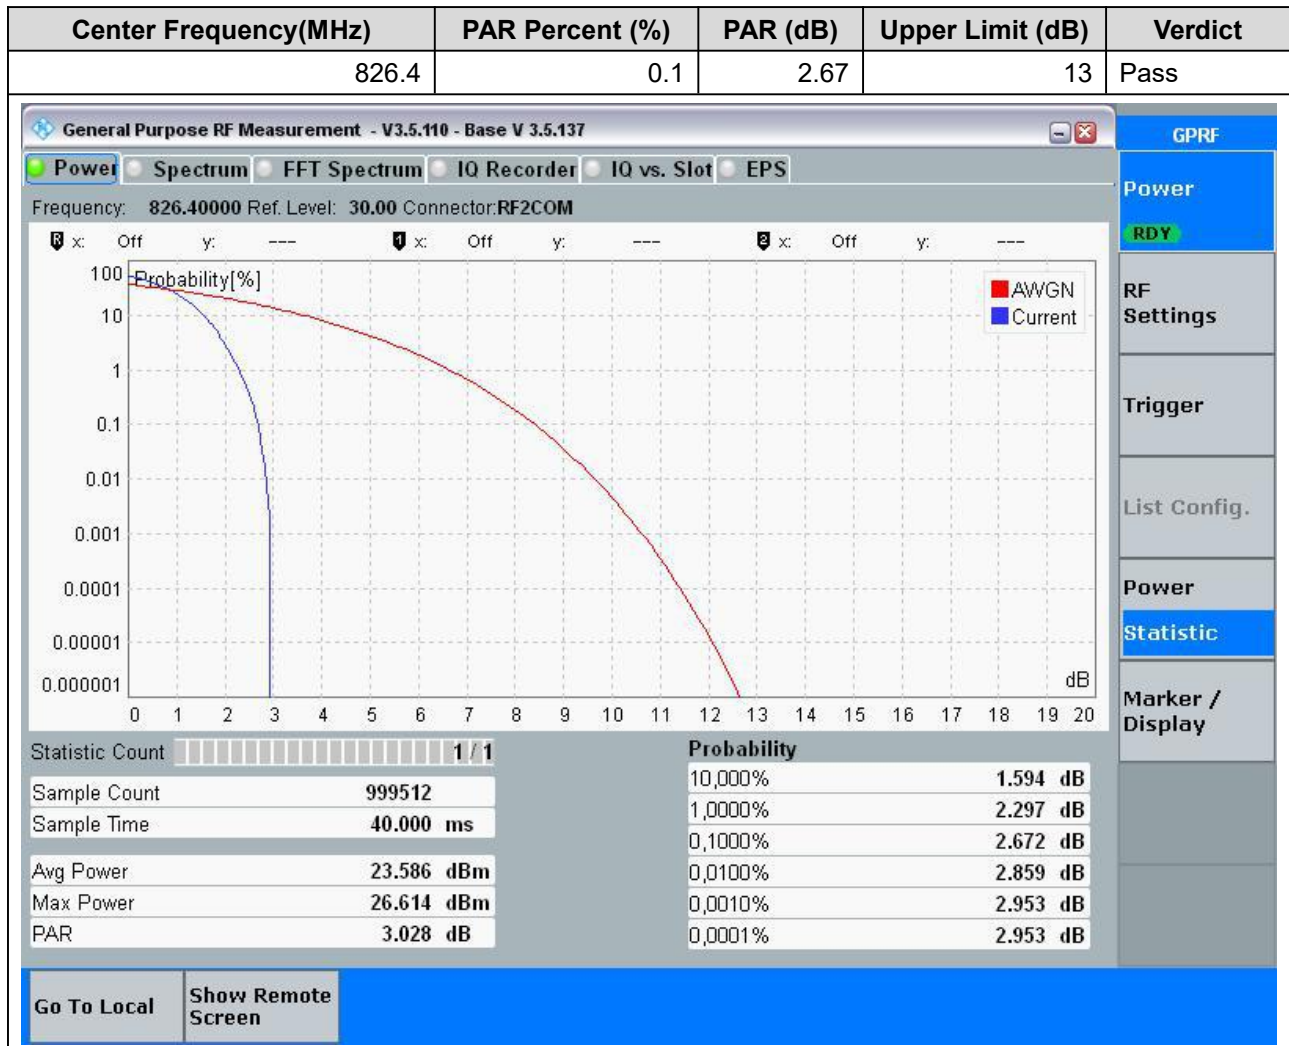 Center Frequency(MHz) PAR Percent (%) PAR (dB) Upper Limit (dB) Verdict
826.4 0.1 2.67 13 Pass
General Purpose RF Measurement - V3.5.110 - Base V 3.5.137
GPRF
Power Spectrum FFT Spectrum IQ Recorder IQ vs. Slot EPS
Frequency: 826.40000 Ref. Level: 30.00 Connector:RF2COM
R x: Off y: --- 1 x: Off y: --- 2 x: Off y: ---
Probability[%]
100
10
1
0.1
0.01
0.001
0.0001
0.00001
0.000001
AWGN
Current
dB
0 1 2 3 4 5 6 7 8 9 10 11 12 13 14 15 16 17 18 19 20
Statistic Count 1 / 1
Sample Count 999512
Sample Time 40.000 ms
Avg Power 23.586 dBm
Max Power 26.614 dBm
PAR 3.028 dB
Probability
10,000% 1.594 dB
1,0000% 2.297 dB
0,1000% 2.672 dB
0,0100% 2.859 dB
0,0010% 2.953 dB
0,0001% 2.953 dB
Power
RDY
RF
Settings
Trigger
List Config.
Power
Statistic
Marker /
Display
Go To Local
Show Remote
Screen